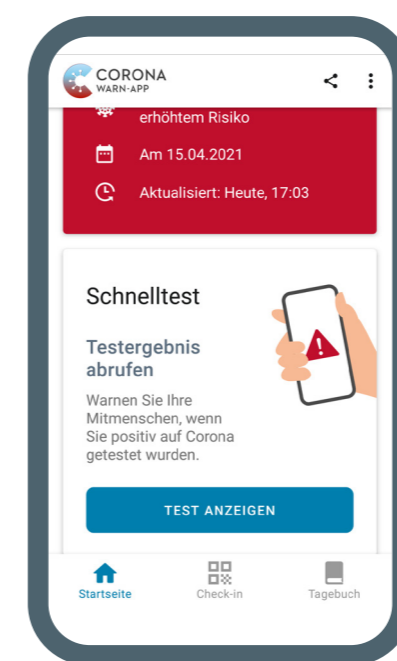 CORONA
WARN-APP
erhöhtem Risiko
Am 15.04.2021
Aktualisiert: Heute, 17:03
Schnelltest
Testergebnis
abrufen
Warnen Sie Ihre
Mitmenschen, wenn
Sie positiv auf Corona
getestet wurden.
TEST ANZEIGEN
Startseite
Check-in
Tagebuch